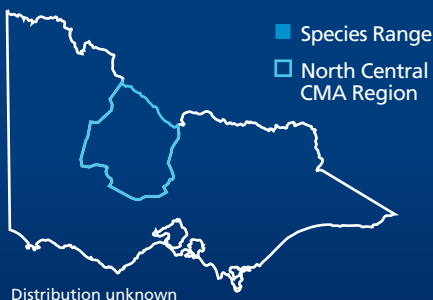 Species Range
North Central
CMA Region
Distribution unknown